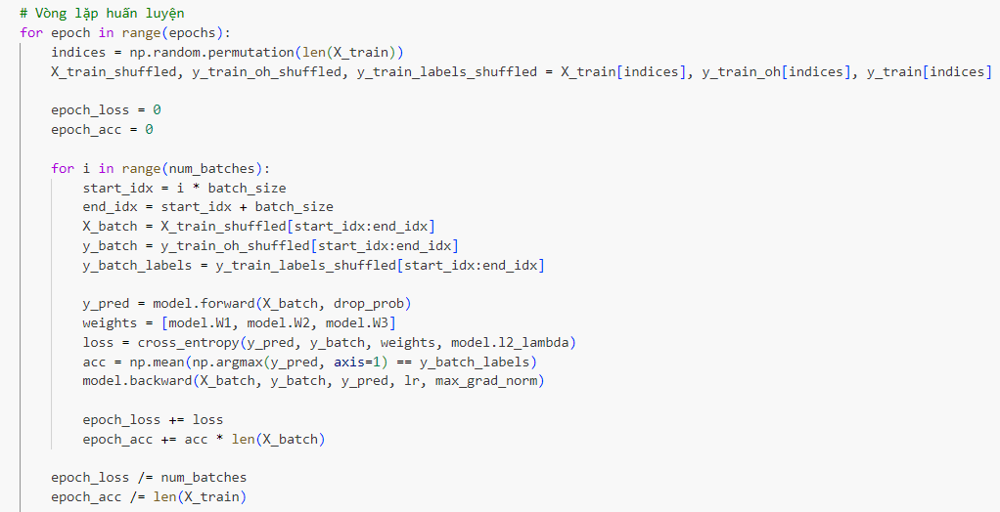 # Vòng lặp huấn luyện
for epoch in range(epochs):
    indices = np.random.permutation(len(X_train))
    X_train_shuffled, y_train_oh_shuffled, y_train_labels_shuffled = X_train[indices], y_train_oh[indices], y_train[indices]

    epoch_loss = 0
    epoch_acc = 0

    for i in range(num_batches):
        start_idx = i * batch_size
        end_idx = start_idx + batch_size
        X_batch = X_train_shuffled[start_idx:end_idx]
        y_batch = y_train_oh_shuffled[start_idx:end_idx]
        y_batch_labels = y_train_labels_shuffled[start_idx:end_idx]

        y_pred = model.forward(X_batch, drop_prob)
        weights = [model.W1, model.W2, model.W3]
        loss = cross_entropy(y_pred, y_batch, weights, model.l2_lambda)
        acc = np.mean(np.argmax(y_pred, axis=1) == y_batch_labels)
        model.backward(X_batch, y_batch, y_pred, lr, max_grad_norm)

        epoch_loss += loss
        epoch_acc += acc * len(X_batch)

    epoch_loss /= num_batches
    epoch_acc /= len(X_train)